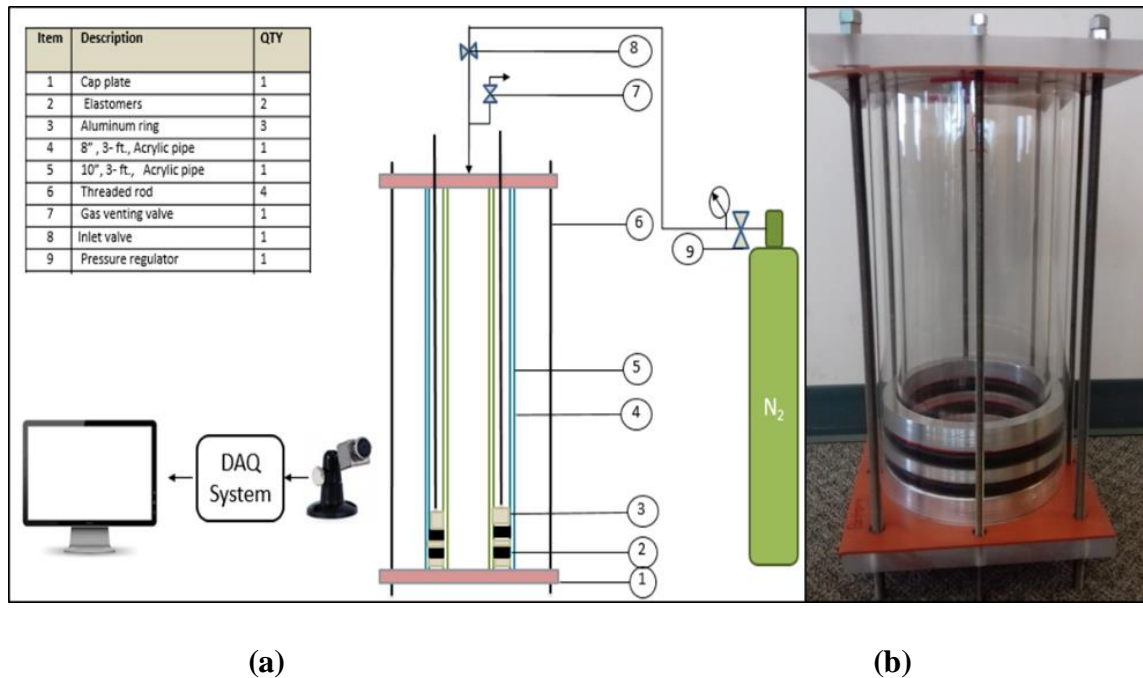 Item Description QTY
1 Cap plate 1
2 Elastomers 2
3 Aluminum ring 3
4 8" , 3- ft., Acrylic pipe 1
5 10", 3- ft., Acrylic pipe 1
6 Threaded rod 4
7 Gas venting valve 1
8 Inlet valve 1
9 Pressure regulator 1
8
7
6
9
5
4
3
2
1
N2
DAQ
System
(a) (b)